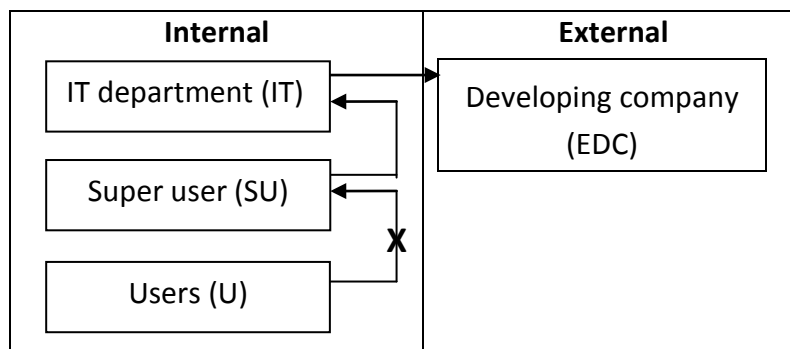 Internal
External
IT department (IT)
Developing company
(EDC)
Super user (SU)
X
Users (U)